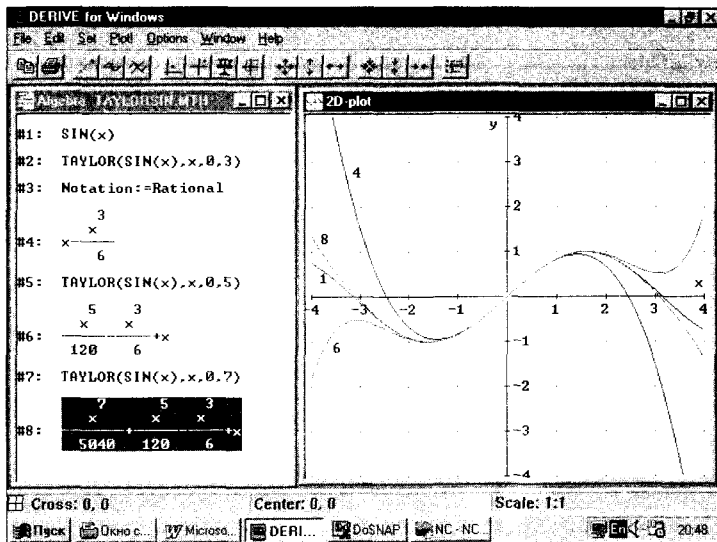 DERIVE for Windows
File Edit Sel Plot! Options Window Help
Algebra TAYLORSIN.MTH
#1: SIN(x)
#2: TAYLOR(SIN(x),x,0,3)
#3: Notation:=Rational
3
x
#4: x-
6
#5: TAYLOR(SIN(x),x,0,5)
5 3
x x
#6: +x
120 6
#7: TAYLOR(SIN(x),x,0,7)
7 5 3
x x x
#8: + +x
5040 120 6
2D-plot
y 4
4
3
2
8
1
1 x
-4 -3 -2 -1 1 2 3 4
6
-1
-2
-3
-4
Cross: 0, 0 Center: 0, 0 Scale: 1:1
Пуск Окно с... Microso... DERI... DoSNAP NC - NC En 20:48